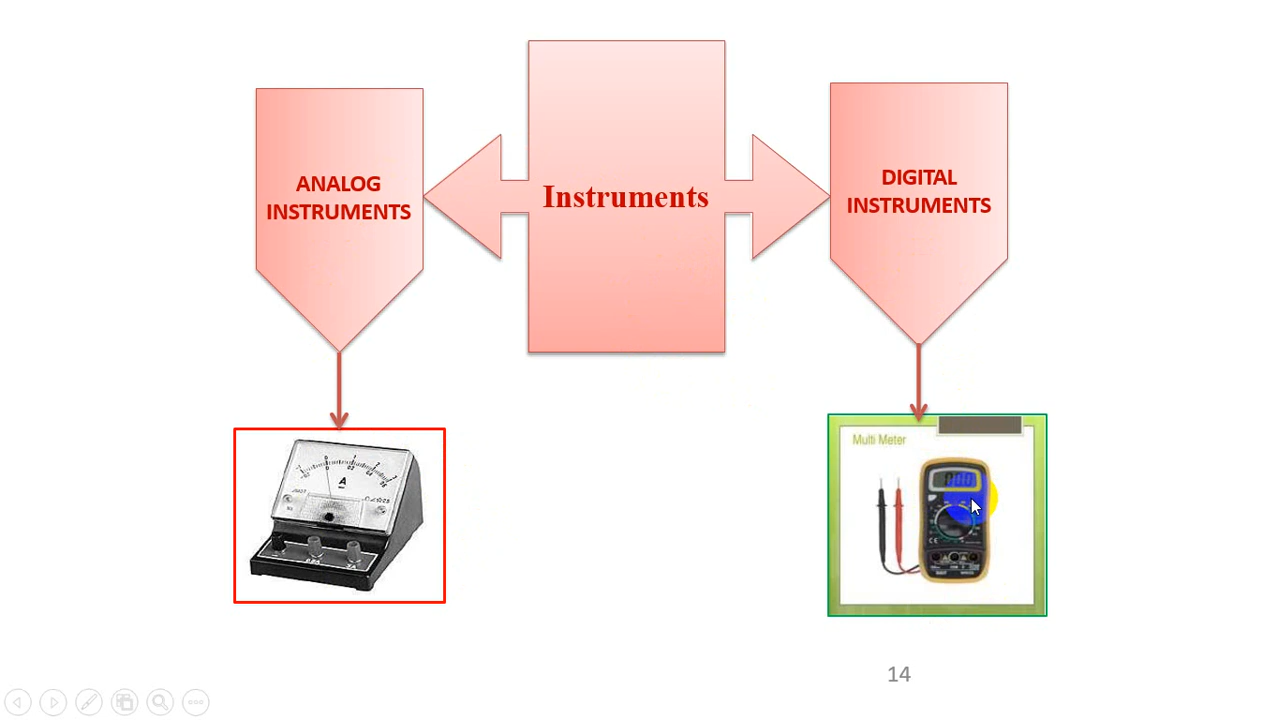 Instruments
ANALOG
INSTRUMENTS
DIGITAL
INSTRUMENTS
A
Multi Meter
14